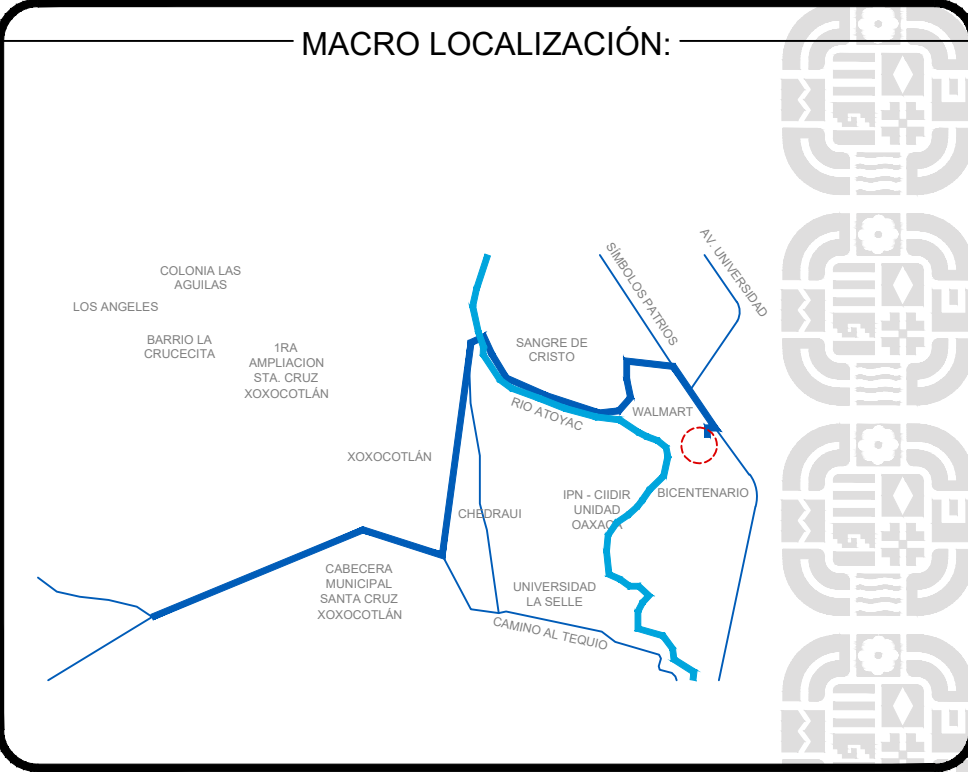 MACRO LOCALIZACIÓN:
SÍMBOLOS PATRIOS
AV. UNIVERSIDAD
COLONIA LAS
AGUILAS
LOS ANGELES
BARRIO LA
CRUCECITA
1RA
AMPLIACION
STA. CRUZ
XOXOCOTLÁN
SANGRE DE
CRISTO
RIO ATOYAC
WALMART
XOXOCOTLÁN
CHEDRAUI
IPN - CIIDIR
UNIDAD
OAXACA
BICENTENARIO
CABECERA
MUNICIPAL
SANTA CRUZ
XOXOCOTLÁN
UNIVERSIDAD
LA SELLE
CAMINO AL TEQUIO